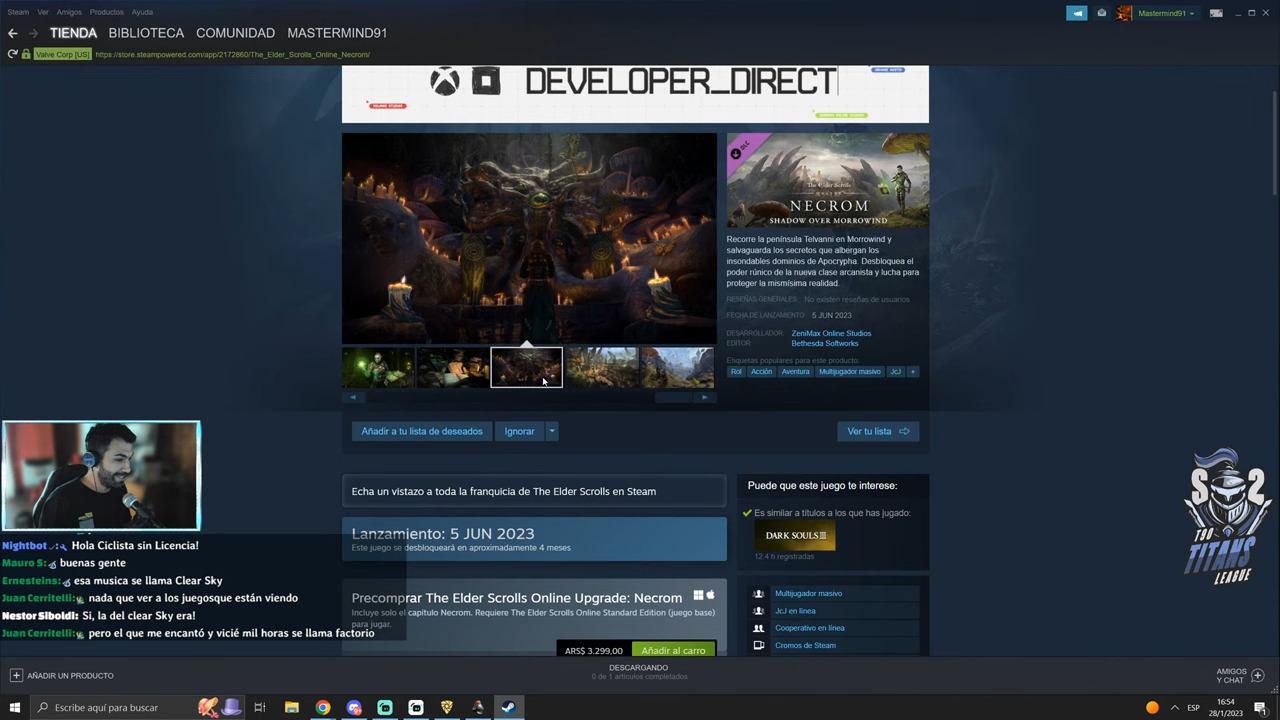 Steam Ver Amigos Productos Ayuda
Mastermind91
TIENDA BIBLIOTECA COMUNIDAD MASTERMIND91
Valve Corp [US] https://store.steampowered.com/app/2172860/The_Elder_Scrolls_Online_Necrom/
DEVELOPER_DIRECT
DLC
The Elder Scrolls
ONLINE
NECROM
SHADOW OVER MORROWIND
Recorre la península Telvanni en Morrowind y
salvaguarda los secretos que albergan los
insondables dominios de Apocrypha. Desbloquea el
poder rúnico de la nueva clase arcanista y lucha para
proteger la mismísima realidad.
RESEÑAS GENERALES: No existen reseñas de usuarios
FECHA DE LANZAMIENTO: 5 JUN 2023
DESARROLLADOR: ZeniMax Online Studios
EDITOR: Bethesda Softworks
Etiquetas populares para este producto:
Rol Acción Aventura Multijugador masivo JcJ +
Añadir a tu lista de deseados Ignorar Ver tu lista
Echa un vistazo a toda la franquicia de The Elder Scrolls en Steam
Puede que este juego te interese:
Es similar a títulos a los que has jugado:
DARK SOULS III
12.4 h registradas
Lanzamiento: 5 JUN 2023
Este juego se desbloqueará en aproximadamente 4 meses
Precomprar The Elder Scrolls Online Upgrade: Necrom
Incluye solo el capítulo Necrom. Requiere The Elder Scrolls Online Standard Edition (juego base)
para jugar.
ARS$ 3.299,00 Añadir al carro
Multijugador masivo
JcJ en línea
Cooperativo en línea
Cromos de Steam
Nightbot : Hola Ciclista sin Licencia!
Mauro S: buenas gente
Ernesteins: esa musica se llama Clear Sky
Juan Cerritelli: nada que ver a los juegosque están viendo
Nestor Siboldi: Si, la del clear Sky era!
Juan Cerritelli: pero el que me encantó y vicié mil horas se llama factorio
TITANS
LEAGUE
AÑADIR UN PRODUCTO
DESCARGANDO
0 de 1 artículos completados
AMIGOS
Y CHAT
Escribe aquí para buscar
ESP
16:54
28/1/2023